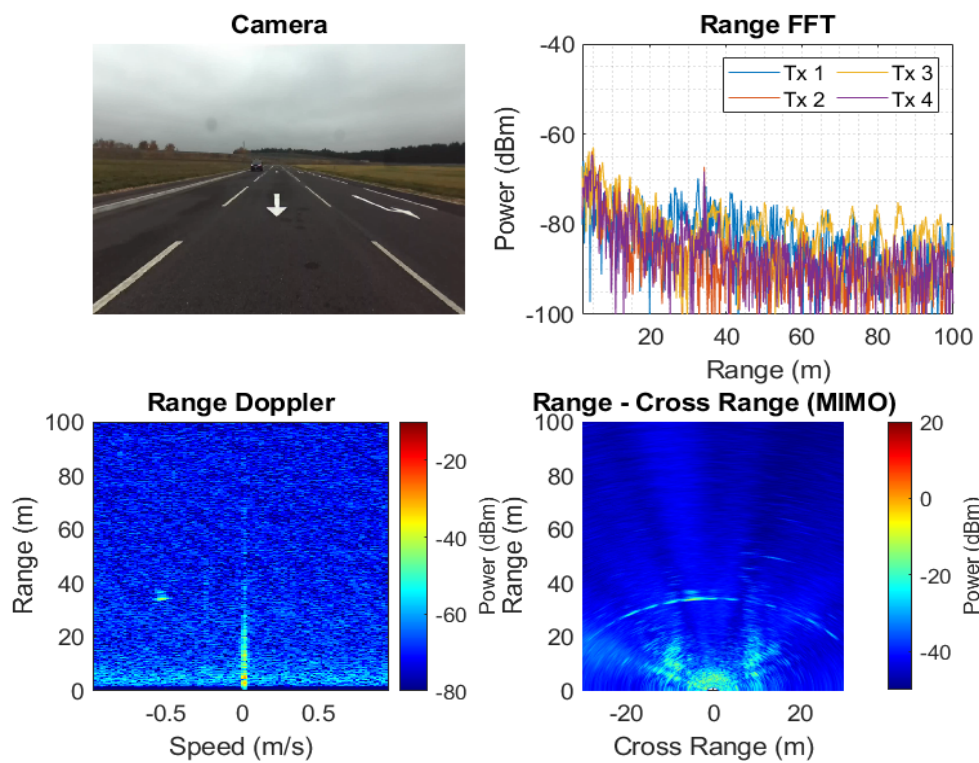 Camera
Range FFT
-40
-60
-80
-100
Power (dBm)
Tx 1
Tx 3
Tx 2
Tx 4
20
40
60
80
100
Range (m)
Range Doppler
100
80
60
40
20
0
Range (m)
-0.5
0
0.5
Speed (m/s)
-20
-40
-60
-80
Power (dBm)
Range - Cross Range (MIMO)
100
80
60
40
20
0
Range (m)
-20
0
20
Cross Range (m)
20
0
-20
-40
Power (dBm)